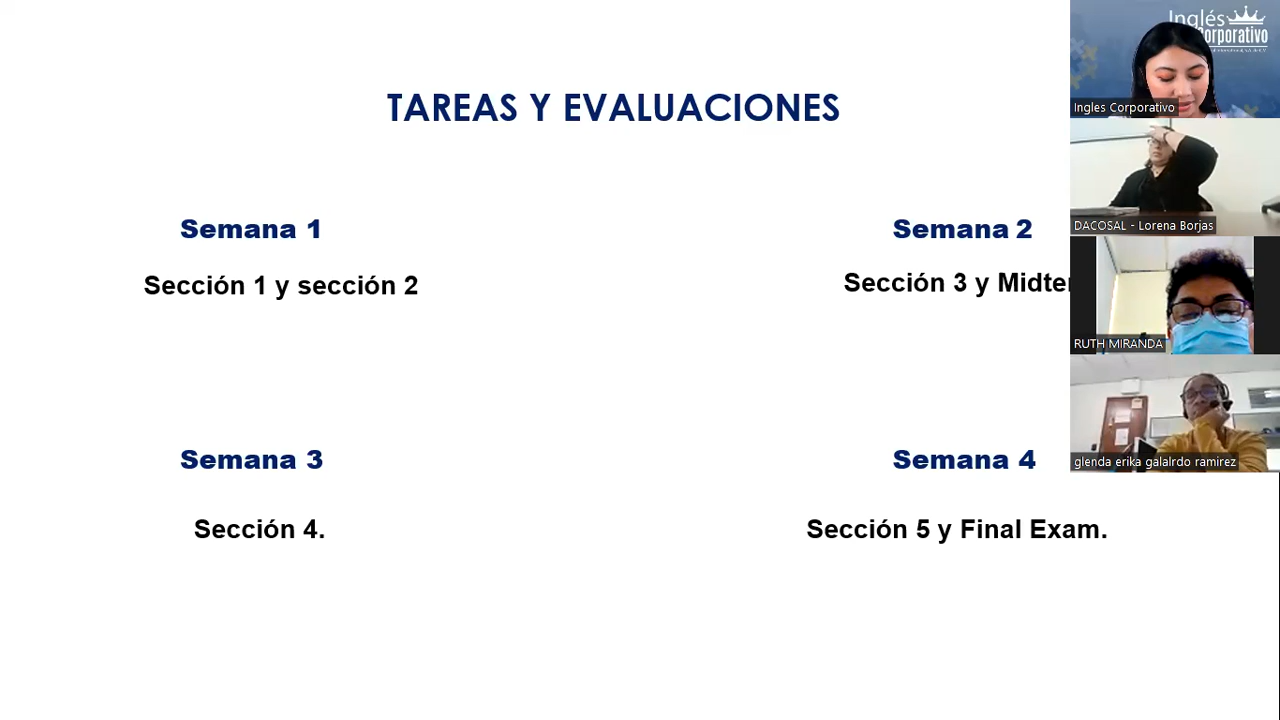 TAREAS Y EVALUACIONES
Semana 1
Sección 1 y sección 2
Semana 2
Sección 3 y
Semana 3
Sección 4.
Semana 4
Sección 5 y Final Exam.
Inglés
Corporativo
Ingles Corporativo
DACOSAL - Lorena Borjas
RUTH MIRANDA
glenda erika galalrdo ramirez